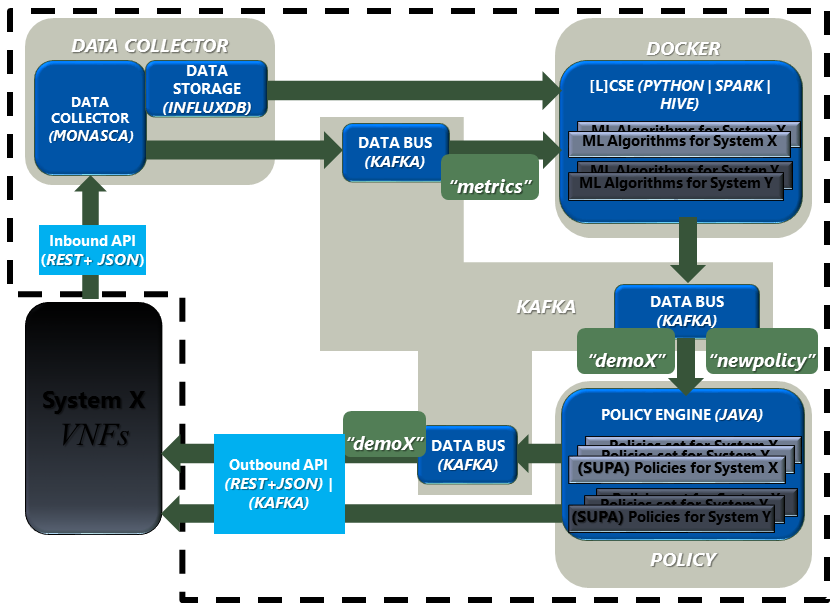 DATA COLLECTOR
DATA
COLLECTOR
(MONASCA)
DATA
STORAGE
(INFLUXDB)
DATA BUS
(KAFKA)
“metrics”
DOCKER
[L]CSE (PYTHON | SPARK |
HIVE)
ML Algorithms for System X
ML Algorithms for System X
ML Algorithms for System Y
ML Algorithms for System Y
Inbound API
(REST+ JSON)
KAFKA
DATA BUS
(KAFKA)
“demoX”
“newpolicy”
System X
VNFs
Outbound API
(REST+JSON) |
(KAFKA)
“demoX”
DATA BUS
(KAFKA)
POLICY ENGINE (JAVA)
Policies set for System X
Policies set for System X
(SUPA) Policies for System X
Policies set for System Y
Policies set for System Y
(SUPA) Policies for System Y
POLICY